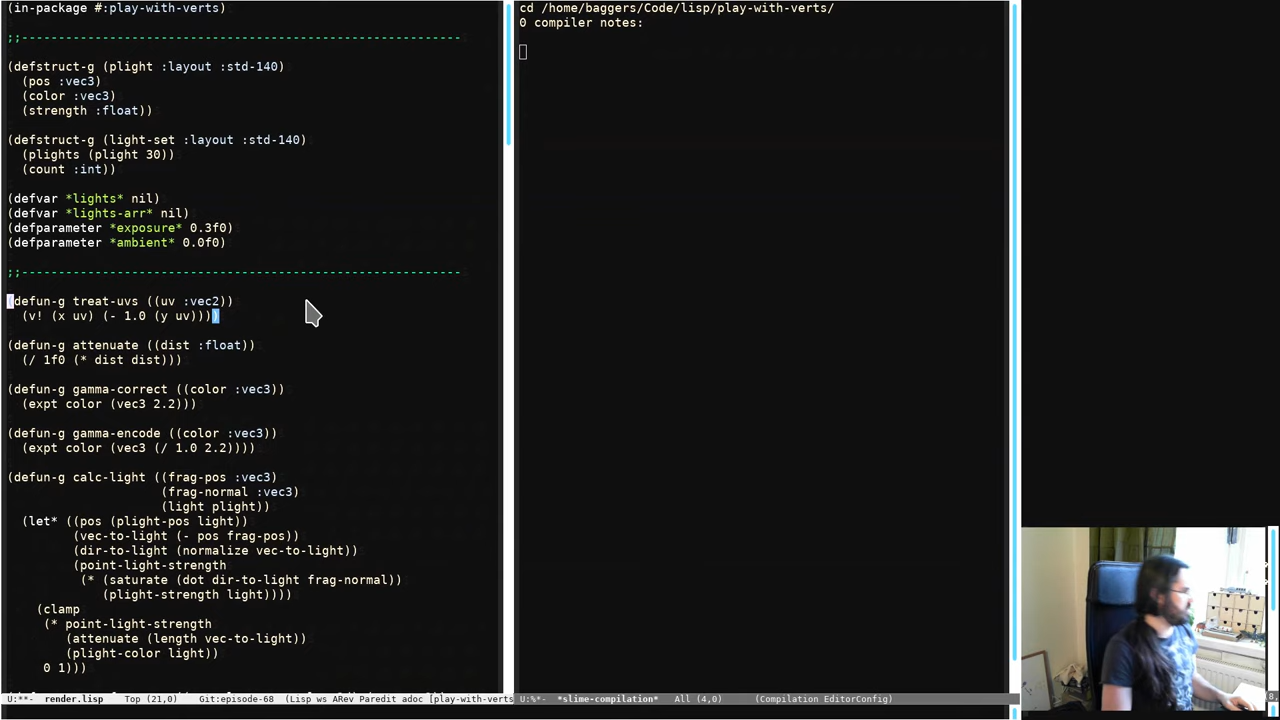 (in-package #:play-with-verts)
;;------------------------------------------------------------
(defstruct-g (plight :layout :std-140)
  (pos :vec3)
  (color :vec3)
  (strength :float))
(defstruct-g (light-set :layout :std-140)
  (plights (plight 30))
  (count :int))
(defvar *lights* nil)
(defvar *lights-arr* nil)
(defparameter *exposure* 0.3f0)
(defparameter *ambient* 0.0f0)
;;------------------------------------------------------------
(defun-g treat-uvs ((uv :vec2))
  (v! (x uv) (- 1.0 (y uv))))
(defun-g attenuate ((dist :float))
  (/ 1f0 (* dist dist)))
(defun-g gamma-correct ((color :vec3))
  (expt color (vec3 2.2)))
(defun-g gamma-encode ((color :vec3))
  (expt color (vec3 (/ 1.0 2.2))))
(defun-g calc-light ((frag-pos :vec3)
                     (frag-normal :vec3)
                     (light plight))
  (let* ((pos (plight-pos light))
         (vec-to-light (- pos frag-pos))
         (dir-to-light (normalize vec-to-light))
         (point-light-strength
          (* (saturate (dot dir-to-light frag-normal))
             (plight-strength light))))
    (clamp
     (* point-light-strength
        (attenuate (length vec-to-light))
        (plight-color light))
     0 1)))
U:**-  render.lisp   Top (21,0)   Git:episode-68  (Lisp ws ARev Paredit adoc [play-with-verts
cd /home/baggers/Code/lisp/play-with-verts/
0 compiler notes:
U:%*-  *slime-compilation*   All (4,0)   (Compilation EditorConfig)